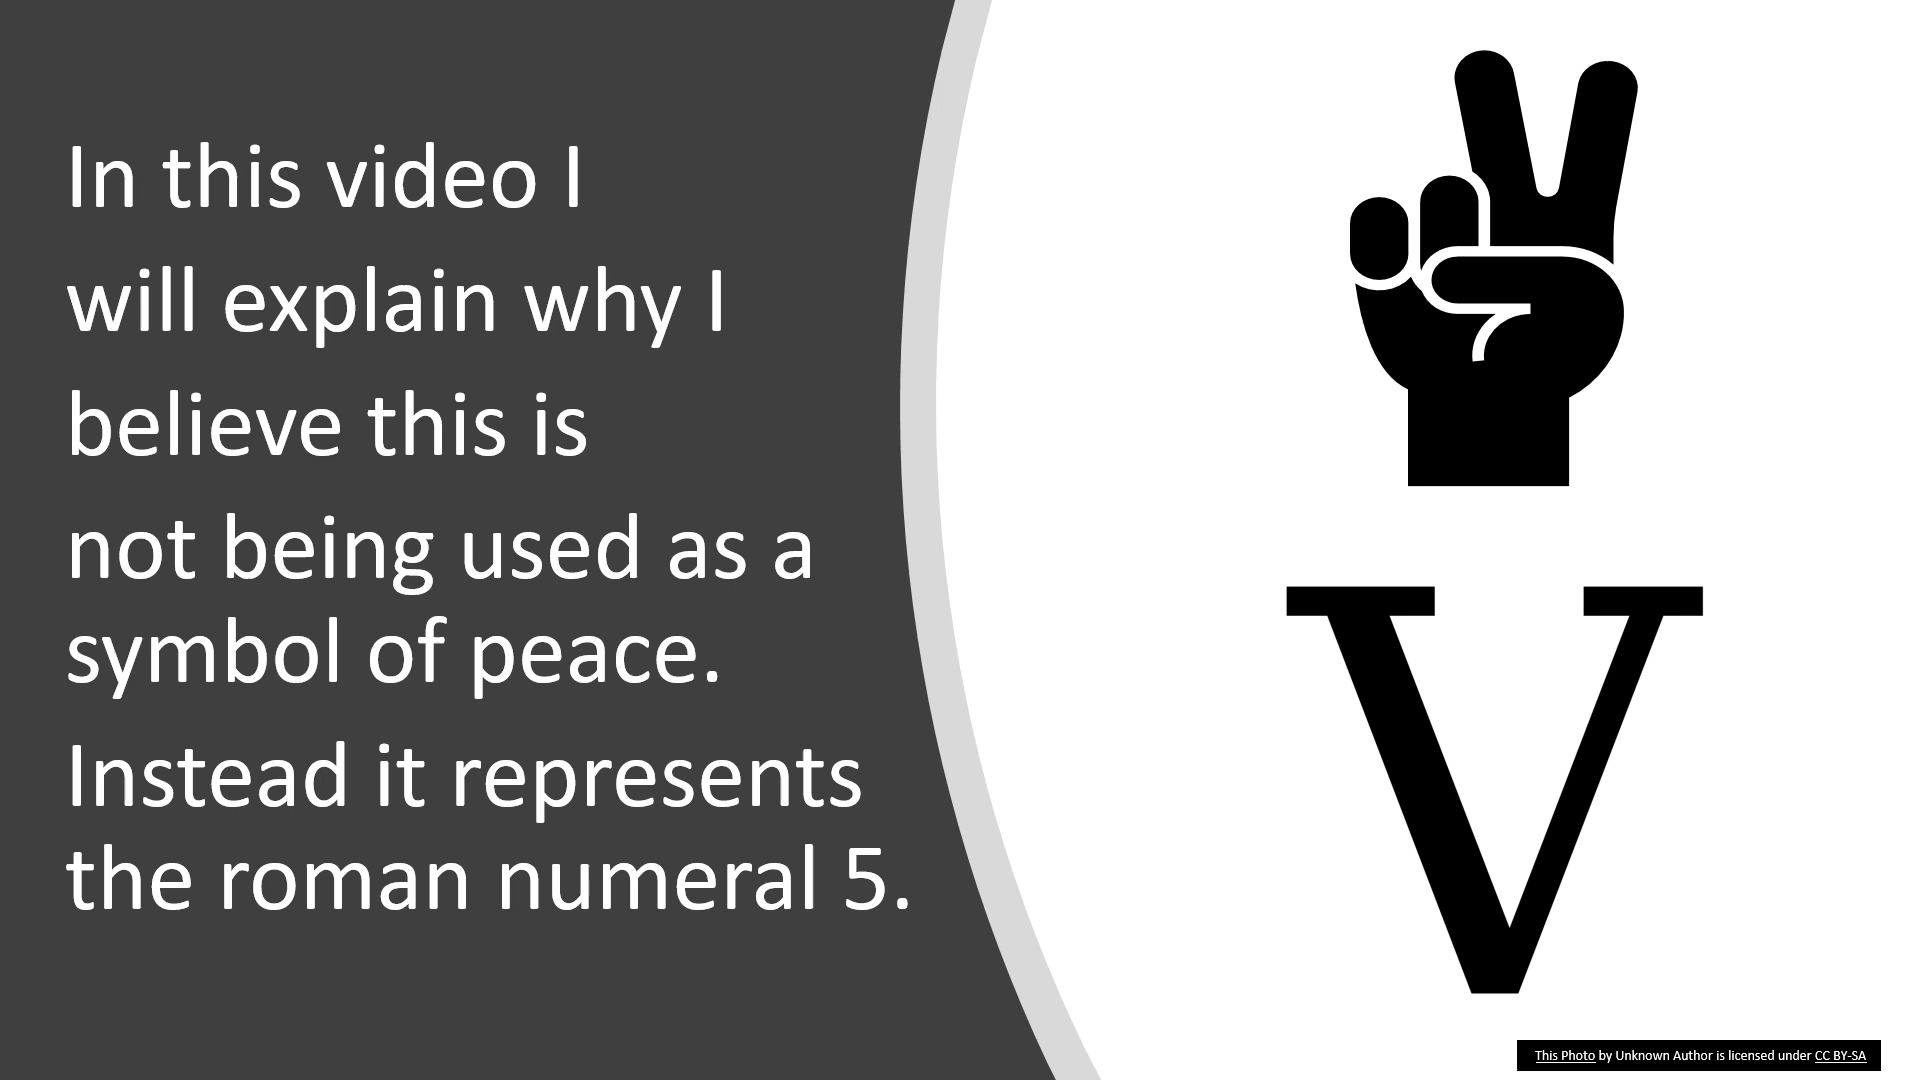 In this video I
will explain why I
believe this is
not being used as a
symbol of peace.
Instead it represents
the roman numeral 5.
V
This Photo by Unknown Author is licensed under CC BY-SA